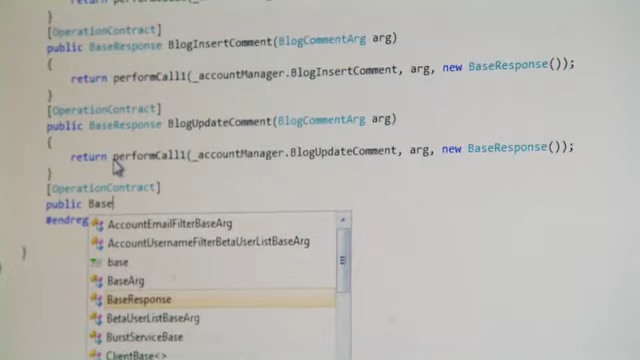 }
[OperationContract]
public BaseResponse BlogInsertComment(BlogCommentArg arg)
{
return performCall1(_accountManager.BlogInsertComment, arg, new BaseResponse());
}
[OperationContract]
public BaseResponse BlogUpdateComment(BlogCommentArg arg)
{
return performCall1(_accountManager.BlogUpdateComment, arg, new BaseResponse());
}
[OperationContract]
public Base
#endreg
AccountEmailFilterBaseArg
AccountUsernameFilterBetaUserListBaseArg
base
BaseArg
BaseResponse
BetaUserListBaseArg
BurstServiceBase
ClientBase<>
}